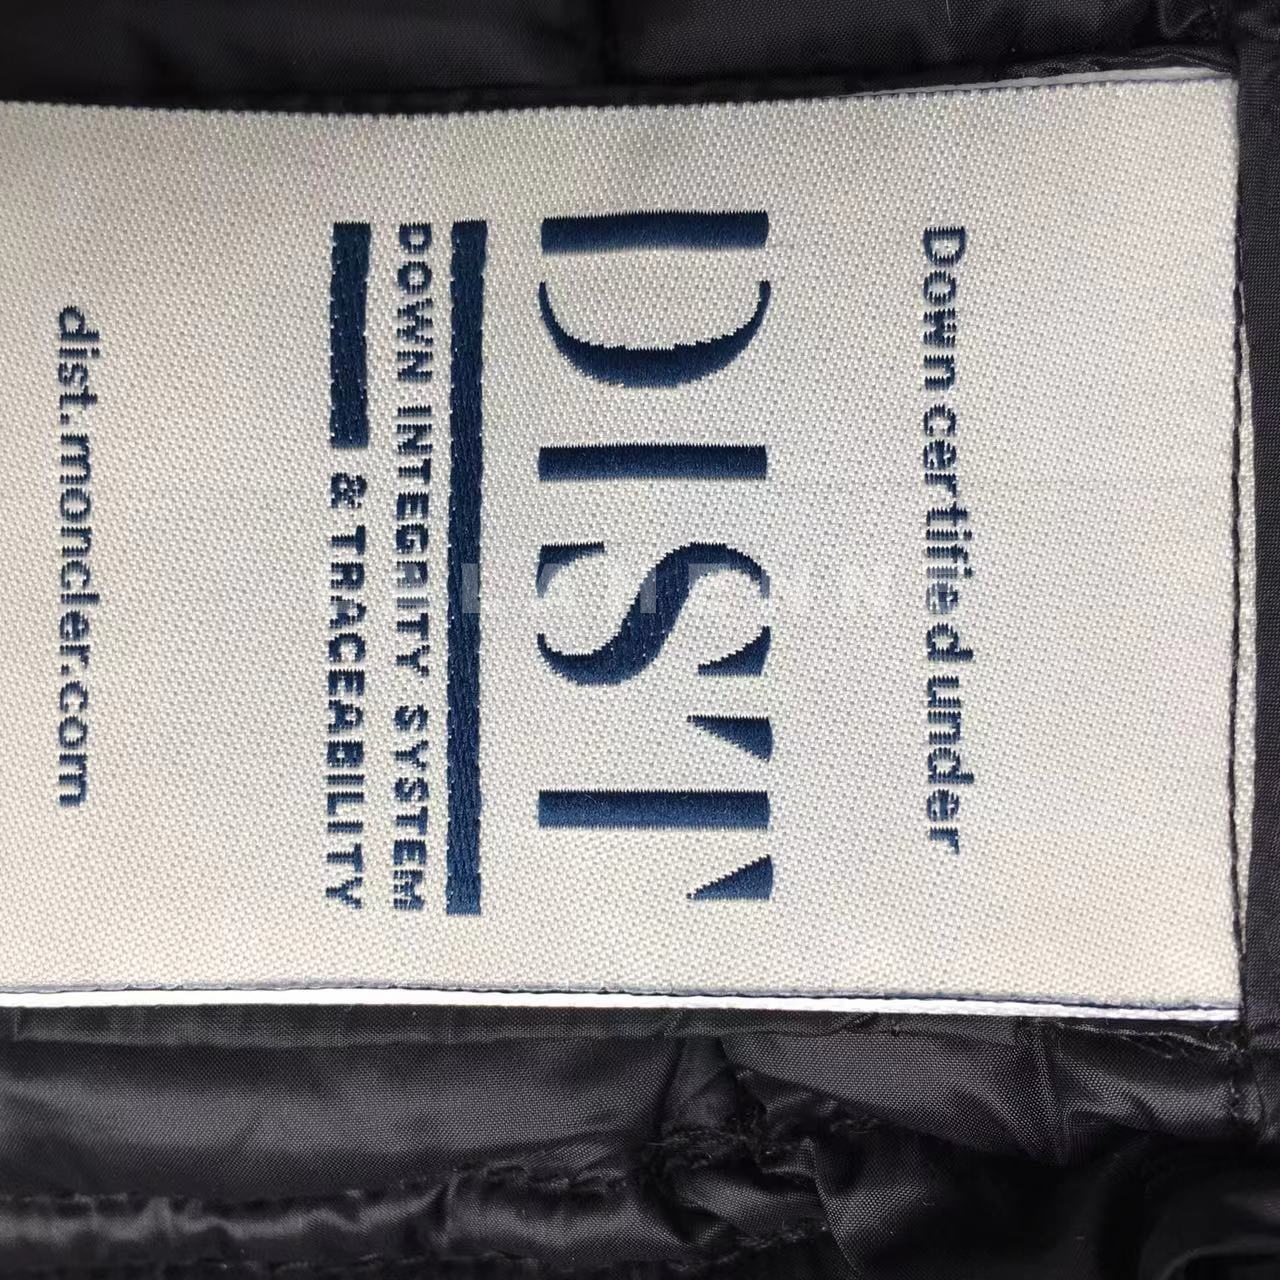 Down certified under
DIST
DOWN INTEGRITY SYSTEM
& TRACEABILITY
dist.moncler.com